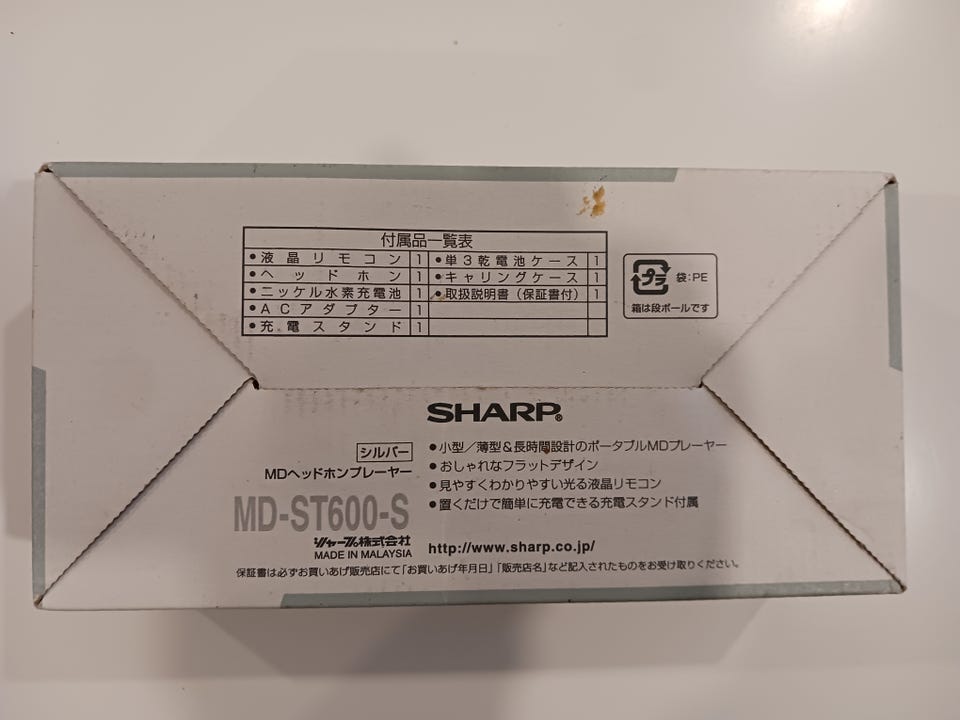 付属品一覧表
●液晶リモコン 1 ●単3乾電池ケース 1
●ヘッドホン 1 ●キャリングケース 1
●ニッケル水素充電池 1 ●取扱説明書（保証書付） 1
●ACアダプター 1
●充電スタンド 1
プラ 袋：PE
箱は段ボールです
SHARP®
シルバー
MDヘッドホンプレーヤー
MD-ST600-S
シャープ株式会社
MADE IN MALAYSIA
●小型／薄型＆長時間設計のポータブルMDプレーヤー
●おしゃれなフラットデザイン
●見やすくわかりやすい光る液晶リモコン
●置くだけで簡単に充電できる充電スタンド付属
http://www.sharp.co.jp/
保証書は必ずお買いあげ販売店にて「お買いあげ年月日」「販売店名」など記入されたものをお受け取りください。